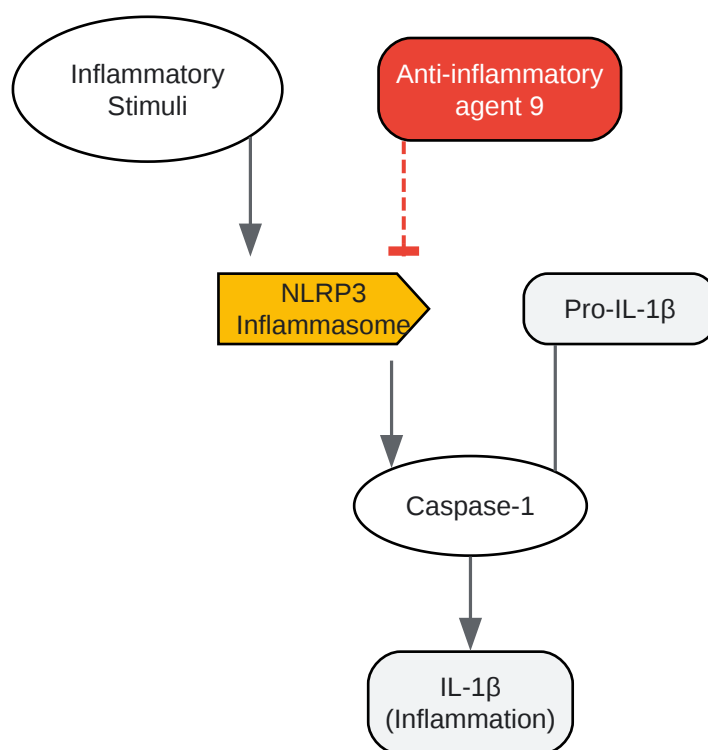 Inflammatory
Stimuli
Anti-inflammatory
agent 9
NLRP3
Inflammasome
Pro-IL-1β
Caspase-1
IL-1β
(Inflammation)